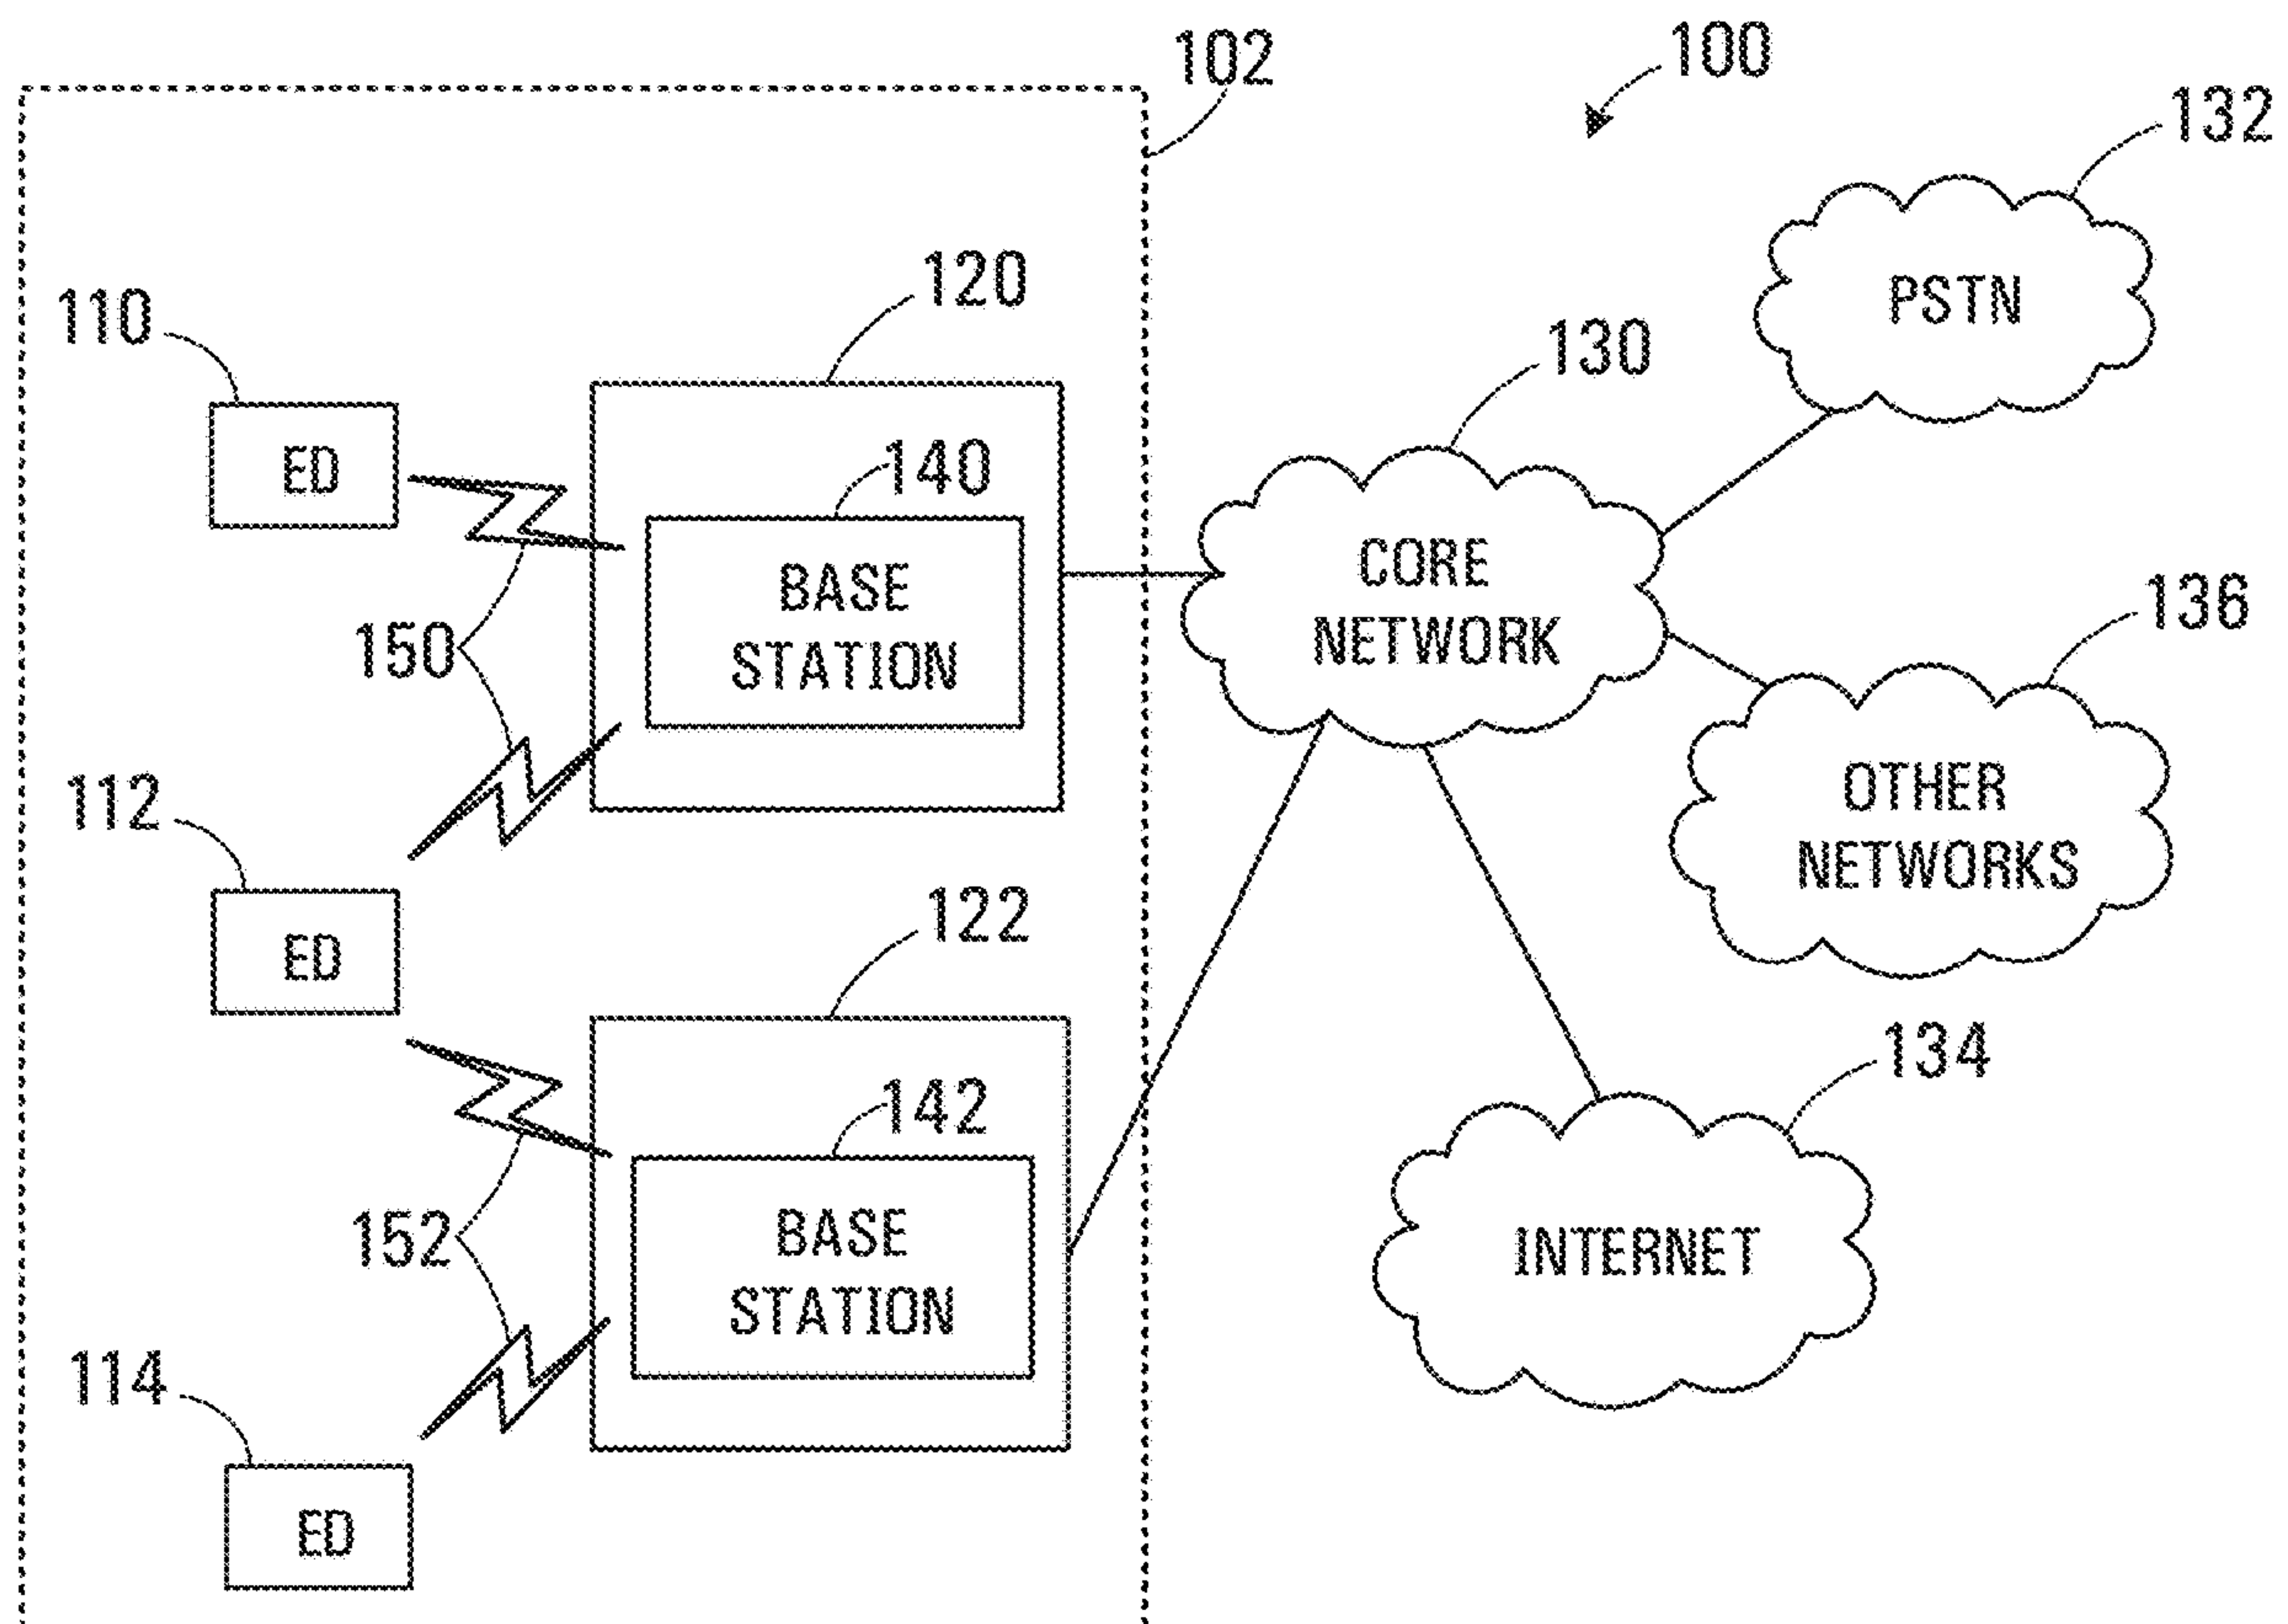 102
100
132
PSTN
120
110
130
ED
140
CORE
NETWORK
BASE
STATION
150
136
OTHER
NETWORKS
112
ED
122
134
142
152
BASE
STATION
INTERNET
114
ED